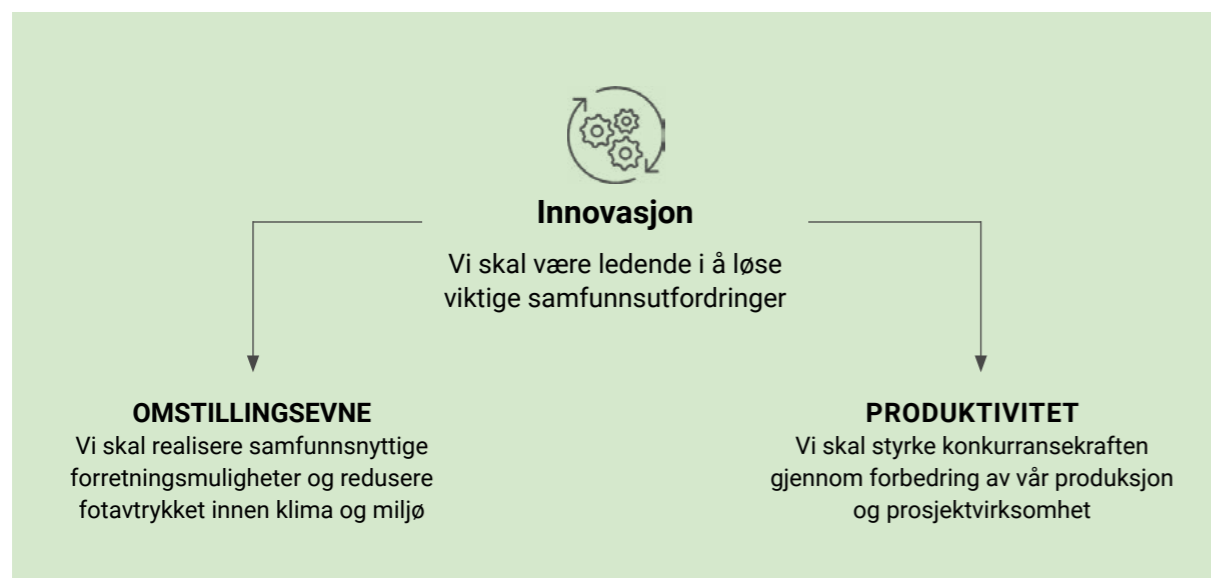 Innovasjon
Vi skal være ledende i å løse
viktige samfunnsutfordringer
OMSTILLINGSEVNE
Vi skal realisere samfunnsnyttige
forretningsmuligheter og redusere
fotavtrykket innen klima og miljø
PRODUKTIVITET
Vi skal styrke konkurransekraften
gjennom forbedring av vår produksjon
og prosjektvirksomhet